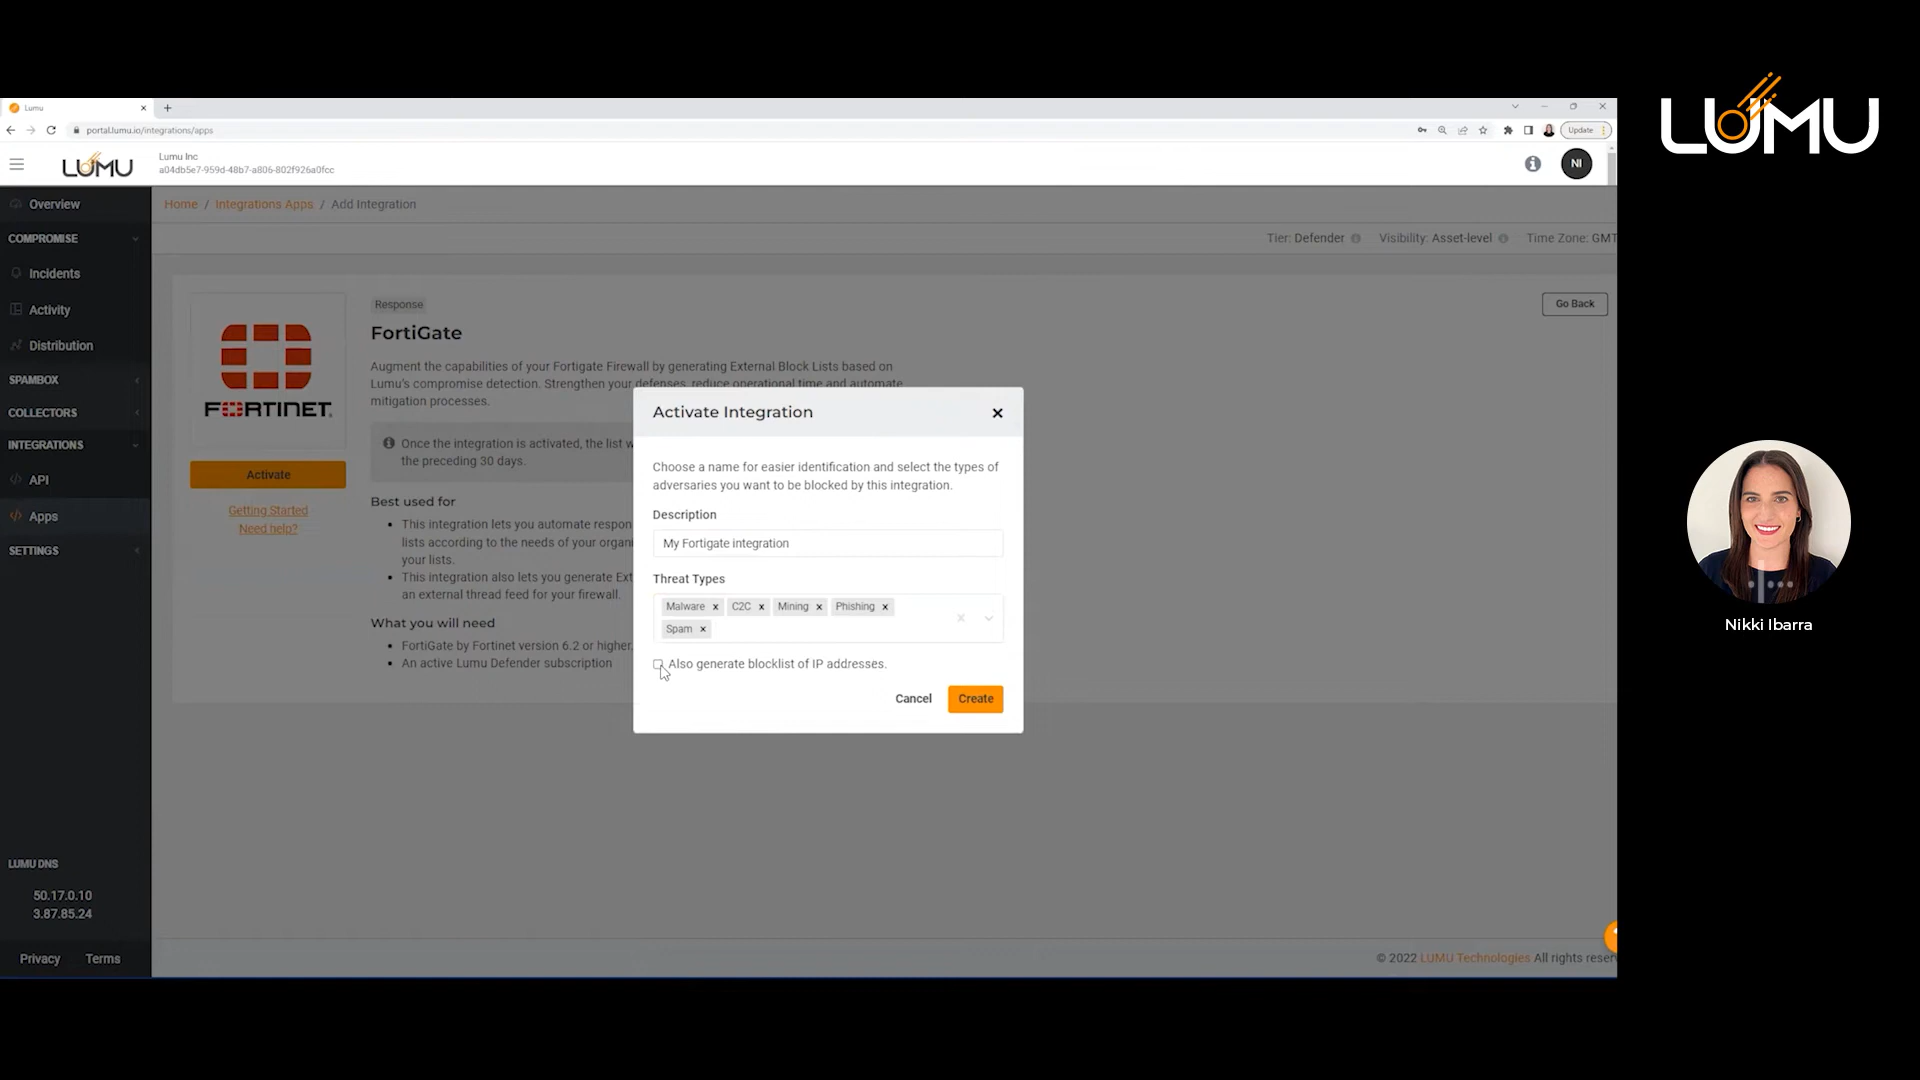 LUMU
Lumu
portal.lumu.io/integrations/apps
Update
LUMU
Lumu Inc
a04db5e7-959d-48b7-a806-802f926a0fcc
NI
Overview
COMPROMISE
Incidents
Activity
Distribution
SPAMBOX
COLLECTORS
INTEGRATIONS
API
Apps
SETTINGS
LUMU DNS
50.17.0.10
3.87.85.24
Privacy Terms
Home / Integrations Apps / Add Integration
Tier: Defender Visibility: Asset-level Time Zone: GMT
FORTINET
Activate
Getting Started
Need help?
Response
Go Back
FortiGate
Augment the capabilities of your Fortigate Firewall by generating External Block Lists based on
Lumu's compromise detection. Strengthen your defenses, reduce operational time and automate
mitigation processes.
Once the integration is activated, the list w
the preceding 30 days.
Best used for
This integration lets you automate respon
lists according to the needs of your organi
your lists.
This integration also lets you generate Ext
an external thread feed for your firewall.
What you will need
FortiGate by Fortinet version 6.2 or higher,
An active Lumu Defender subscription
Activate Integration
Choose a name for easier identification and select the types of
adversaries you want to be blocked by this integration.
Description
My Fortigate integration
Threat Types
Malware C2C Mining Phishing
Spam
Also generate blocklist of IP addresses.
Cancel Create
© 2022 LUMU Technologies All rights reser
Nikki Ibarra